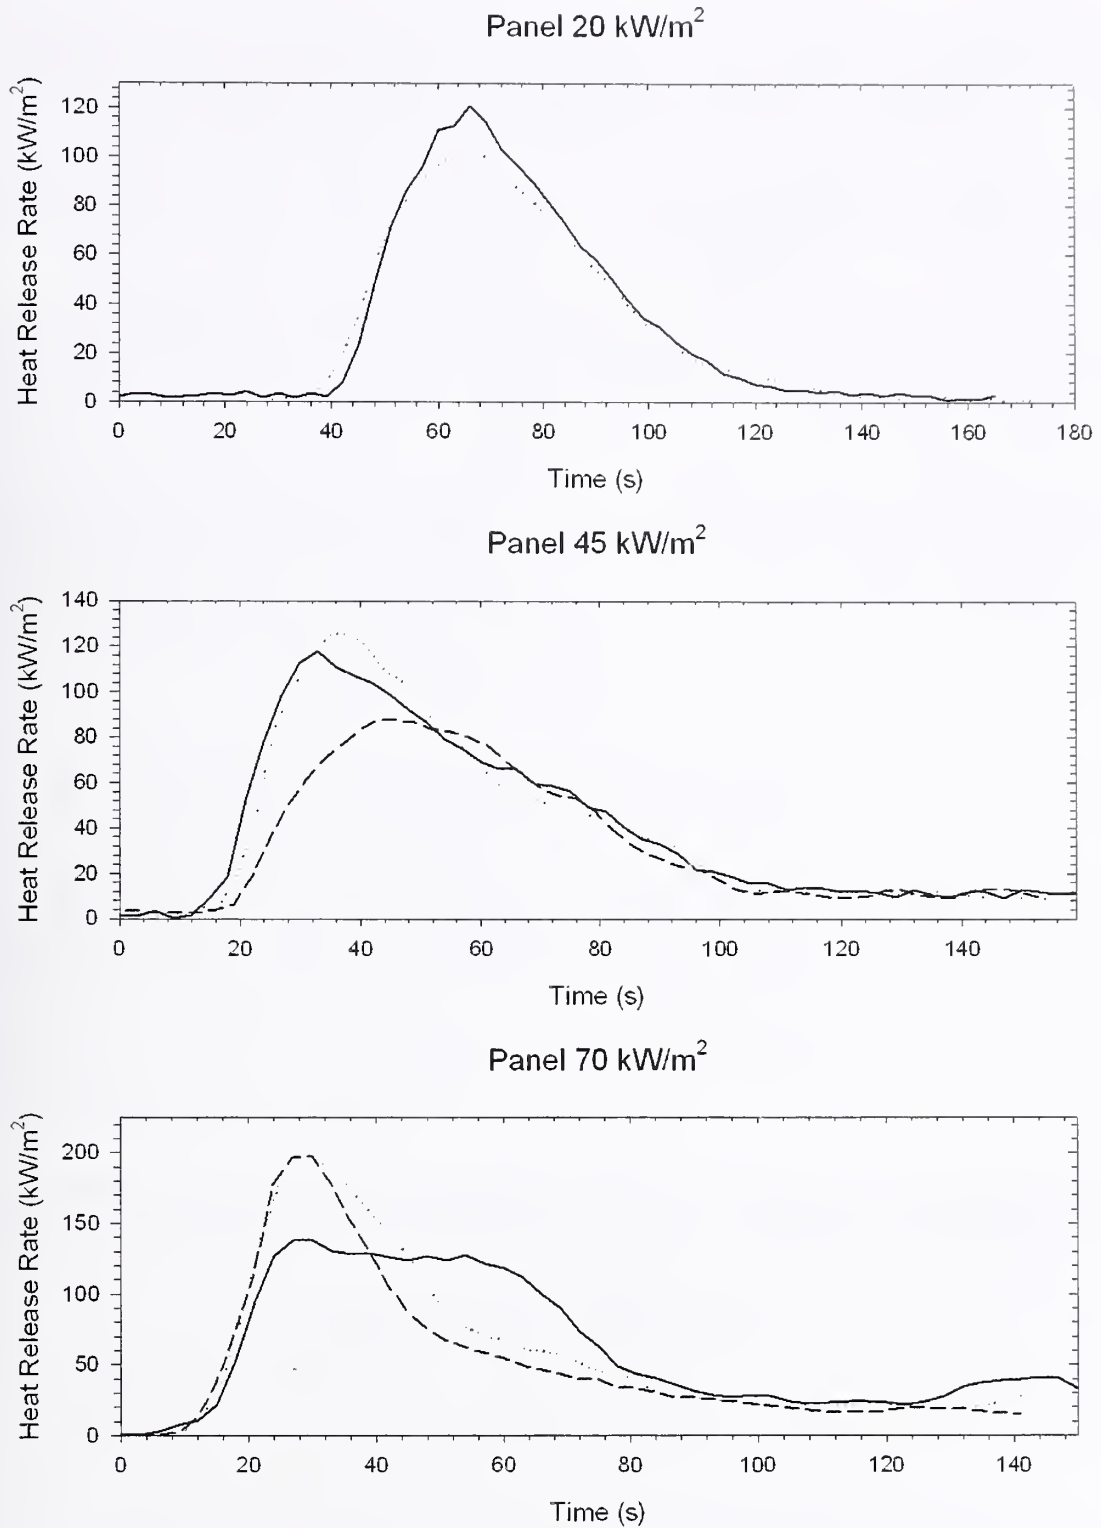 Panel 20 kW/m²
Heat Release Rate (kW/m²)
120
100
80
60
40
20
0
0 20 40 60 80 100 120 140 160 180
Time (s)
Panel 45 kW/m²
Heat Release Rate (kW/m²)
140
120
100
80
60
40
20
0
0 20 40 60 80 100 120 140
Time (s)
Panel 70 kW/m²
Heat Release Rate (kW/m²)
200
150
100
50
0
0 20 40 60 80 100 120 140
Time (s)